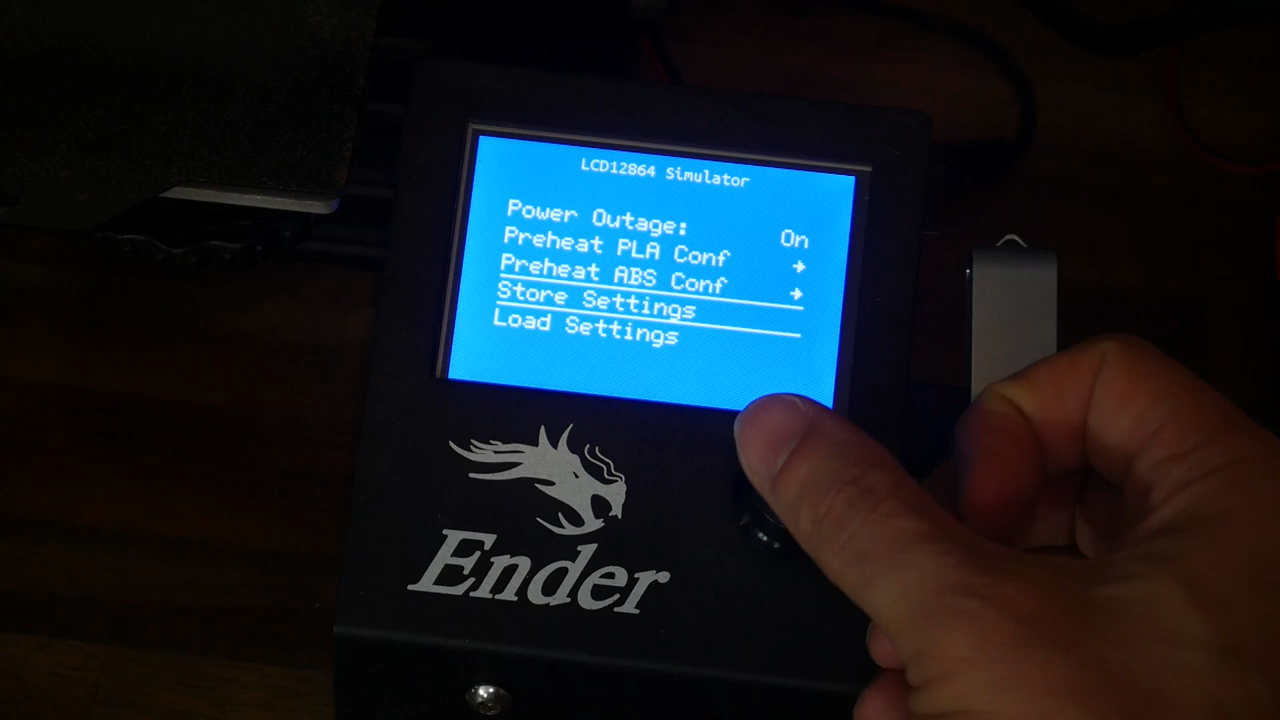 LCD12864 Simulator
Power Outage: On
Preheat PLA Conf →
Preheat ABS Conf →
Store Settings
Load Settings
Ender